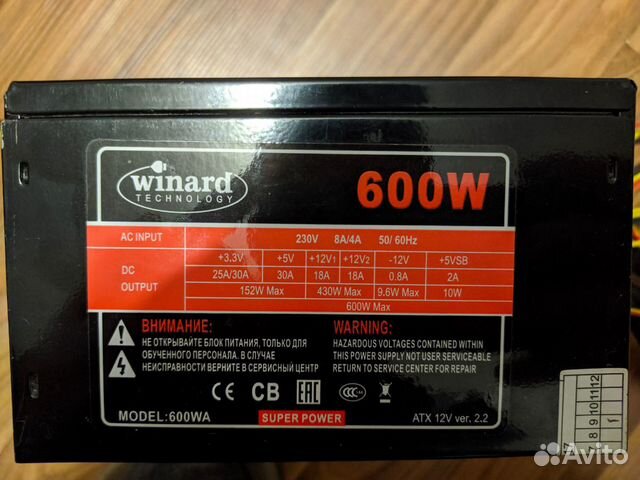 winard
TECHNOLOGY
600W
AC INPUT 230V 8A/4A 50/ 60Hz
DC OUTPUT
+3.3V +5V +12V1 +12V2 -12V +5VSB
25A/30A 30A 18A 18A 0.8A 2A
152W Max 430W Max 9.6W Max 10W
600W Max
ВНИМАНИЕ:
НЕ ОТКРЫВАЙТЕ БЛОК ПИТАНИЯ, ТОЛЬКО ДЛЯ
ОБУЧЕННОГО ПЕРСОНАЛА. В СЛУЧАЕ
НЕИСПРАВНОСТИ ВЕРНИТЕ В СЕРВИСНЫЙ ЦЕНТР
WARNING:
HAZARDOUS VOLTAGES CONTAINED WITHIN
THIS POWER SUPPLY NOT USER SERVICEABLE
RETURN TO SERVICE CENTER FOR REPAIR
CE CB EAC CCC
MODEL:600WA
SUPER POWER
ATX 12V ver. 2.2
7 8 9 10 11 12
Avito